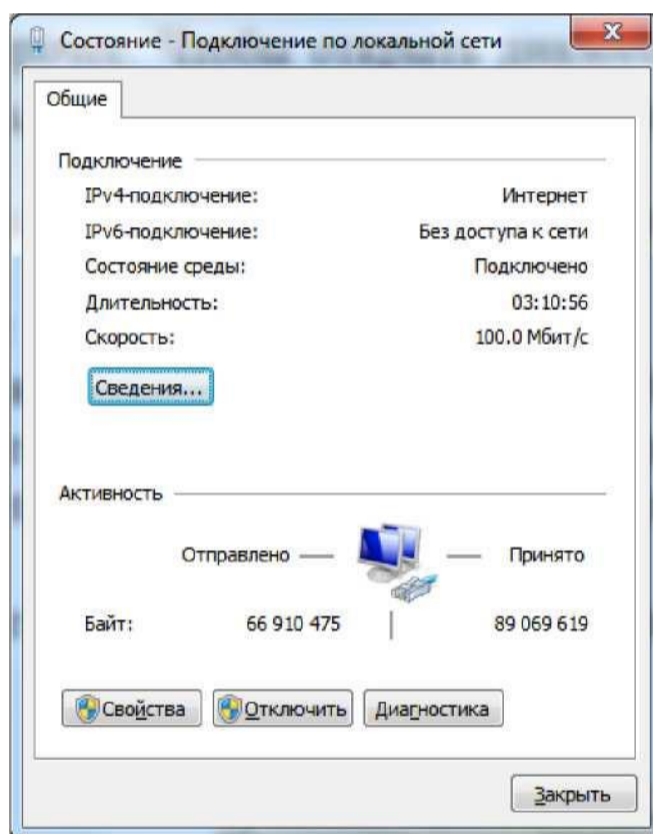 Состояние - Подключение по локальной сети
Общие
Подключение
IPv4-подключение: Интернет
IPv6-подключение: Без доступа к сети
Состояние среды: Подключено
Длительность: 03:10:56
Скорость: 100.0 Мбит/с
Сведения...
Активность
Отправлено — — Принято
Байт: 66 910 475 | 89 069 619
Свойства Отключить Диагностика
Закрыть